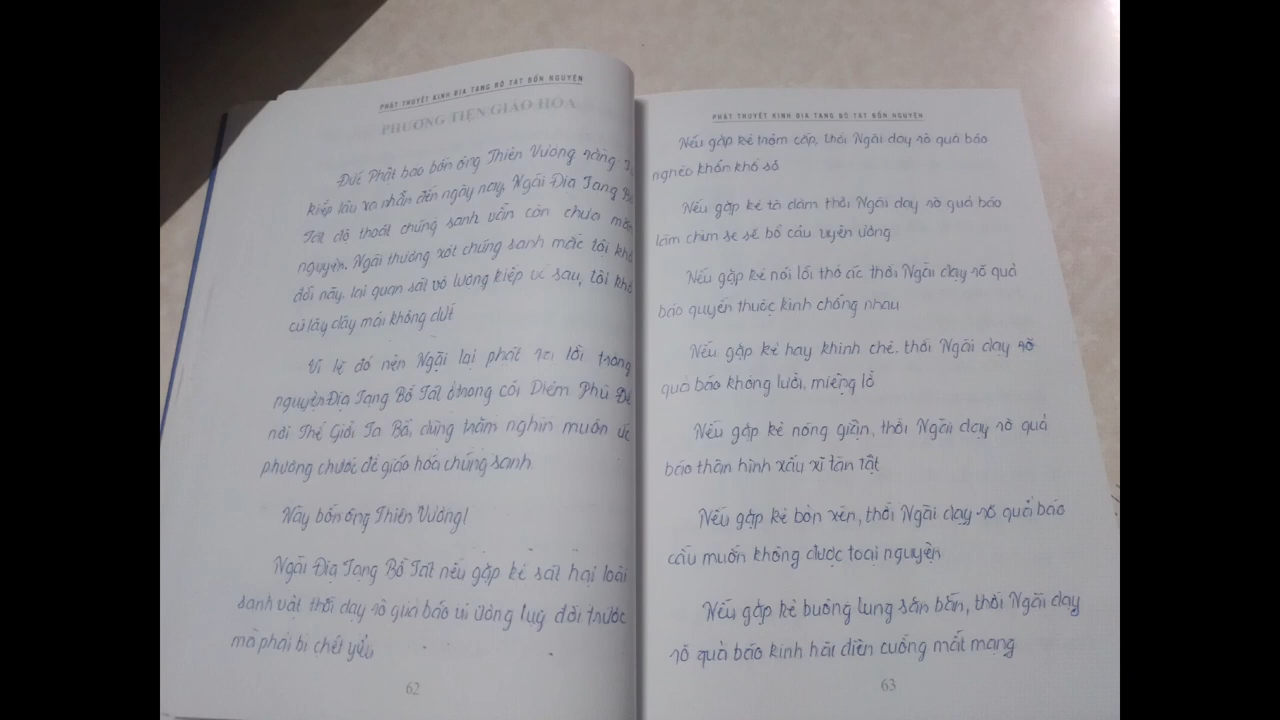 PHẬT THUYẾT KINH ĐỊA TẠNG BỒ TÁT BỔN NGUYỆN
PHƯƠNG TIỆN GIÁO HÓA
Đức Phật bảo bốn ông Thiên Vương rằng: Từ
kiếp lâu xa nhẫn đến ngày nay, Ngài Địa Tạng Bồ
Tát độ thoát chúng sanh vẫn còn chưa mãn
nguyện. Ngài thương xót chúng sanh mắc tội khổ
đời này, lại quan sát vô lượng kiếp về sau, tội khổ
cứ lây dây mãi không dứt
Vì lẽ đó nên Ngài lại phát ra lời trọng
nguyện Địa Tạng Bồ Tát ở trong cõi Diêm Phù Đề
nơi Thế Giới Ta Bà, dùng trăm nghìn muôn ức
phương chước để giáo hóa chúng sanh
Này bốn ông Thiên Vương!
Ngài Địa Tạng Bồ Tát nếu gặp kẻ sát hại loài
sanh vật thời dạy rõ quả báo vì ương lụy đời trước
mà phải bị chết yểu
62
PHẬT THUYẾT KINH ĐỊA TẠNG BỒ TÁT BỔN NGUYỆN
Nếu gặp kẻ trộm cắp, thời Ngài dạy rõ quả báo
nghèo khốn khổ sở
Nếu gặp kẻ tà dâm thời Ngài dạy rõ quả báo
làm chim se sẻ bồ câu uyên ương
Nếu gặp kẻ nói lời thô ác thời Ngài dạy rõ quả
báo quyến thuộc kình chống nhau
Nếu gặp kẻ hay khinh chê. thời Ngài dạy rõ
quả báo không lưỡi, miệng lở
Nếu gặp kẻ nóng giận, thời Ngài dạy rõ quả
báo thân hình xấu xí tàn tật
Nếu gặp kẻ bỏn xẻn, thời Ngài dạy rõ quả báo
cầu muốn không được toại nguyện
Nếu gặp kẻ buông lung săn bắn, thời Ngài dạy
rõ quả báo kinh hãi điên cuồng mất mạng
63